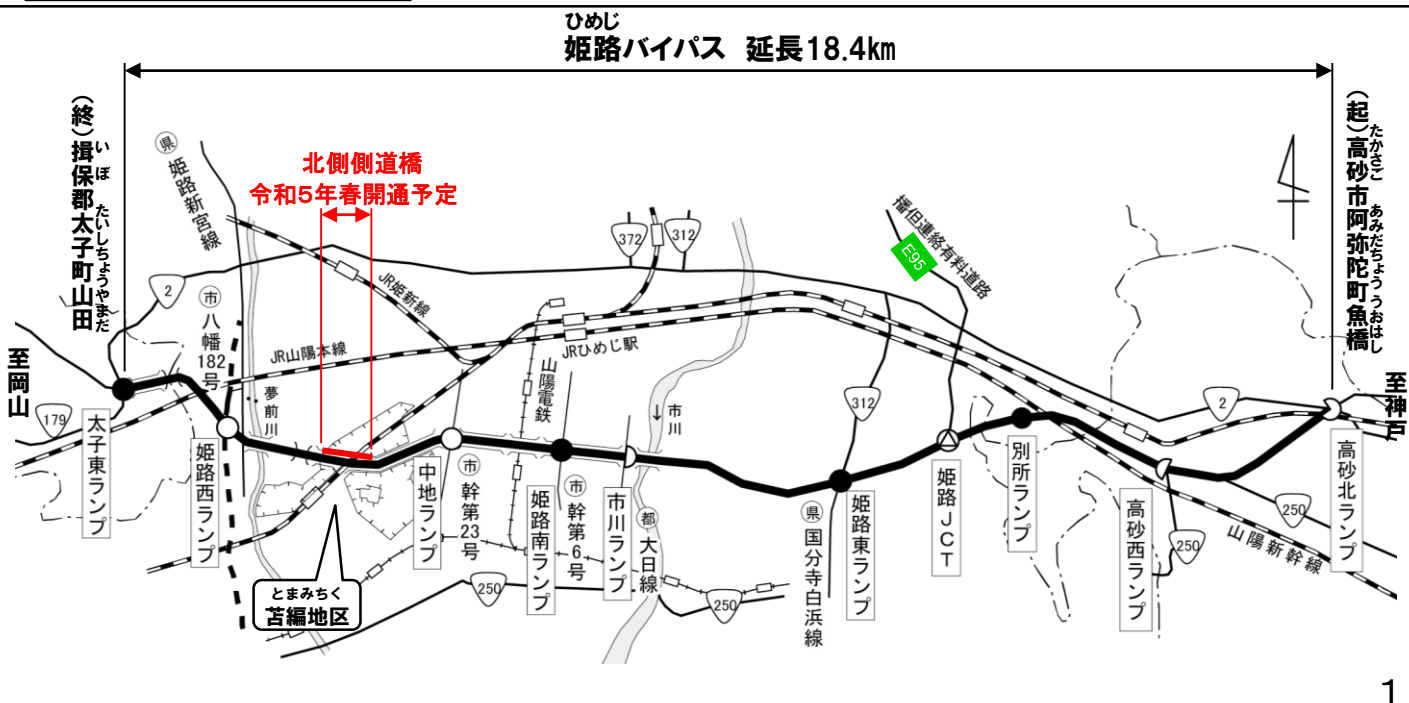 ひめじ
姫路バイパス 延長18.4km
(終)揖保郡太子町山田
いぼ たいしちょうやまだ
(起)高砂市阿弥陀町魚橋
たかさご あみだちょううおはし
至岡山
至神戸
北側側道橋
令和5年春開通予定
県 姫路新宮線
市 八幡182号
2
179
372
312
播但連絡有料道路
E95
JR姫新線
JR山陽本線
JRひめじ駅
山陽電鉄
夢前川
↓市川
312
2
250
250
山陽新幹線
太子東ランプ
姫路西ランプ
中地ランプ
市 幹第23号
姫路南ランプ
市 幹第6号
市川ランプ
都 大日線
県 国分寺白浜線
姫路東ランプ
姫路JCT
別所ランプ
高砂西ランプ
高砂北ランプ
250
250
とまみちく
苫編地区
1